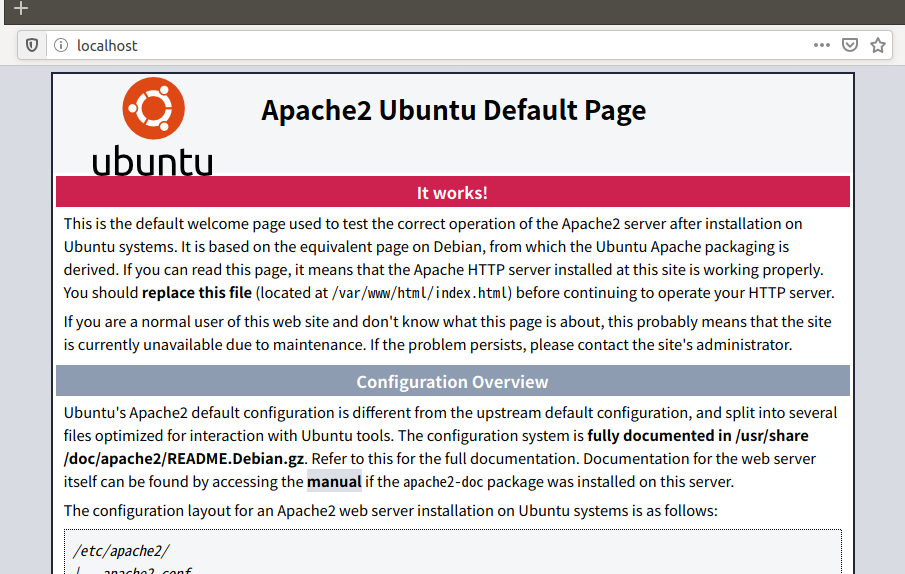 localhost
Apache2 Ubuntu Default Page
ubuntu
It works!
This is the default welcome page used to test the correct operation of the Apache2 server after installation on
Ubuntu systems. It is based on the equivalent page on Debian, from which the Ubuntu Apache packaging is
derived. If you can read this page, it means that the Apache HTTP server installed at this site is working properly.
You should replace this file (located at /var/www/html/index.html) before continuing to operate your HTTP server.
If you are a normal user of this web site and don't know what this page is about, this probably means that the site
is currently unavailable due to maintenance. If the problem persists, please contact the site's administrator.
Configuration Overview
Ubuntu's Apache2 default configuration is different from the upstream default configuration, and split into several
files optimized for interaction with Ubuntu tools. The configuration system is fully documented in /usr/share
/doc/apache2/README.Debian.gz. Refer to this for the full documentation. Documentation for the web server
itself can be found by accessing the manual if the apache2-doc package was installed on this server.
The configuration layout for an Apache2 web server installation on Ubuntu systems is as follows:
/etc/apache2/
|-- apache2.conf